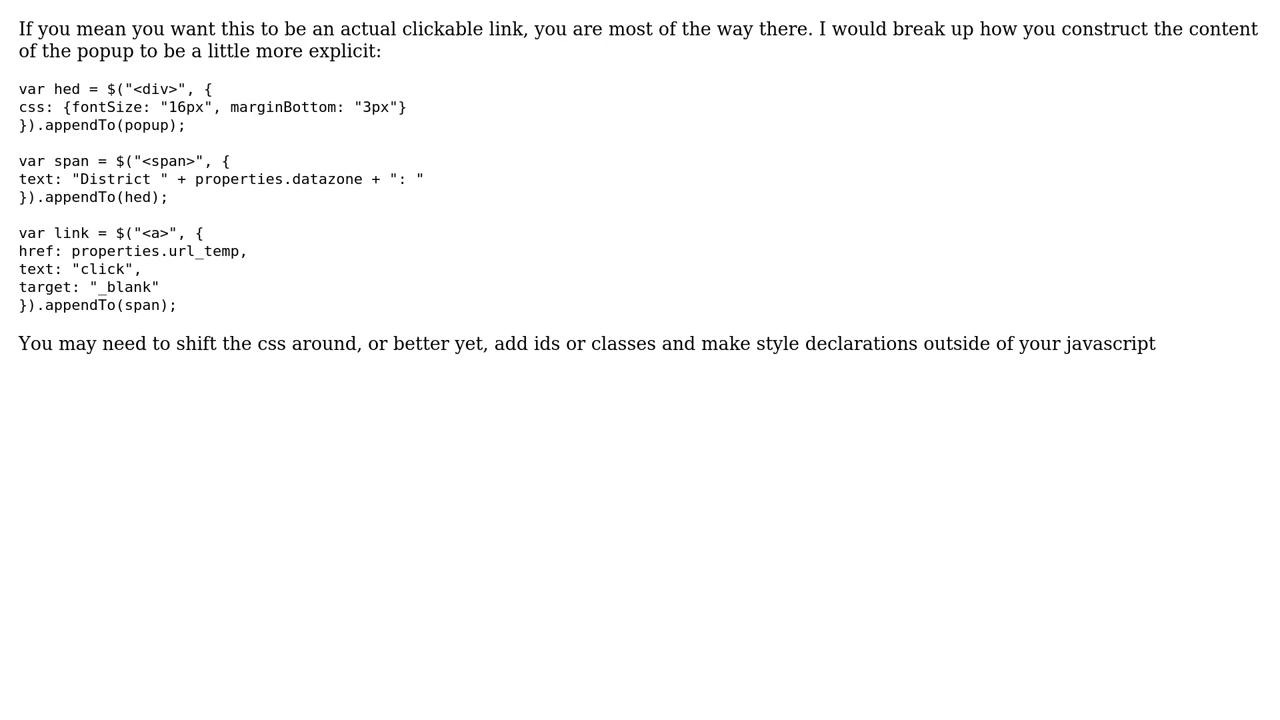 If you mean you want this to be an actual clickable link, you are most of the way there. I would break up how you construct the content
of the popup to be a little more explicit:
var hed = $("<div>", {
css: {fontSize: "16px", marginBottom: "3px"}
}).appendTo(popup);
var span = $("<span>", {
text: "District " + properties.datazone + ": "
}).appendTo(hed);
var link = $("<a>", {
href: properties.url_temp,
text: "click",
target: "_blank"
}).appendTo(span);
You may need to shift the css around, or better yet, add ids or classes and make style declarations outside of your javascript